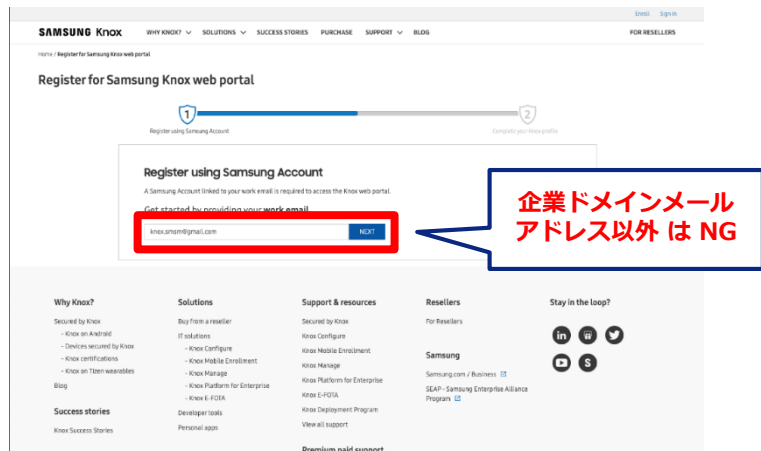 Enroll Sign in
SAMSUNG Knox WHY KNOX? SOLUTIONS SUCCESS STORIES PURCHASE SUPPORT BLOG FOR RESELLERS
Home / Register for Samsung Knox web portal
Register for Samsung Knox web portal
1 2
Register using Samsung Account Complete your Knox profile
Register using Samsung Account
A Samsung Account linked to your work email is required to access the Knox web portal.
Get started by providing your work email
knox.smsm@gmail.com NEXT
企業ドメインメール
アドレス以外 は NG
Why Knox?
Secured by Knox
- Knox on Android
- Devices secured by Knox
- Knox certifications
- Knox on Tizen wearables
Blog
Success stories
Knox Success Stories
Solutions
Buy from a reseller
IT solutions
- Knox Configure
- Knox Mobile Enrollment
- Knox Manage
- Knox Platform for Enterprise
- Knox E-FOTA
Developer tools
Personal apps
Support & resources
Secured by Knox
Knox Configure
Knox Mobile Enrollment
Knox Manage
Knox Platform for Enterprise
Knox E-FOTA
Knox Deployment Program
View all support
Premium paid support
Resellers
For Resellers
Samsung
Samsung.com / Business
SEAP - Samsung Enterprise Alliance
Program
Stay in the loop?
in
S